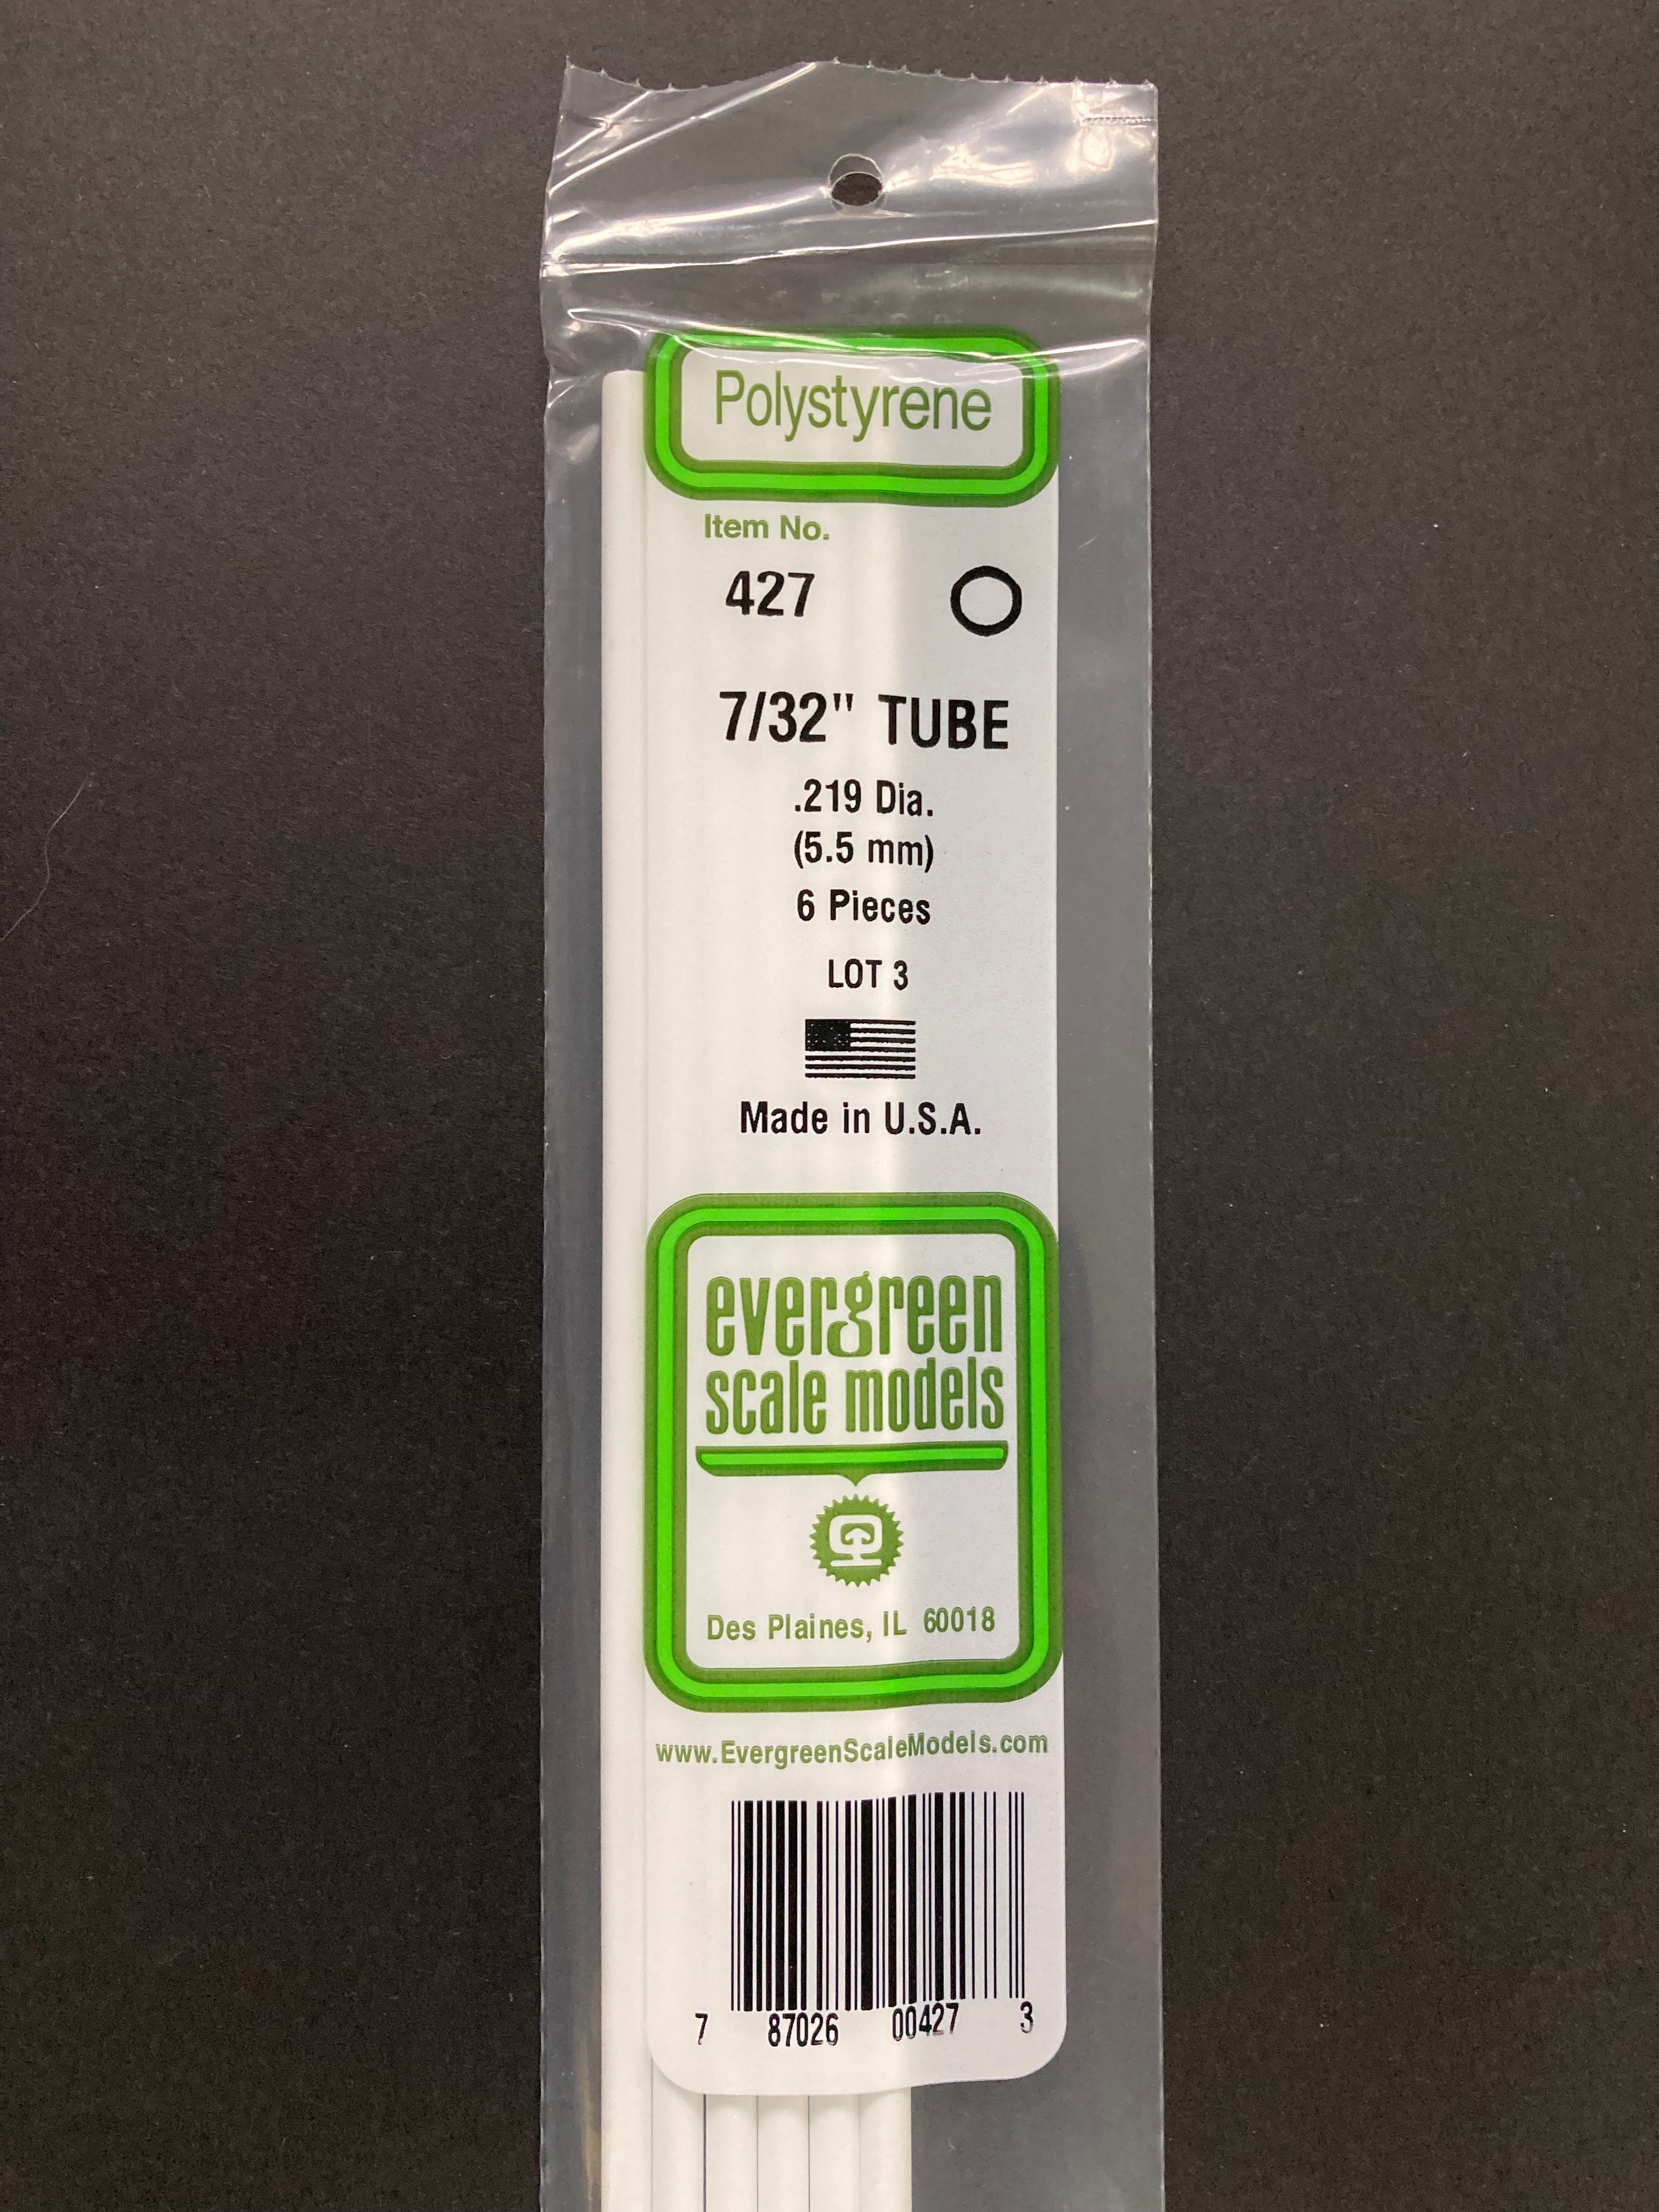 Polystyrene
Item No.
427
7/32" TUBE
.219 Dia.
(5.5 mm)
6 Pieces
LOT 3
Made in U.S.A.
evergreen
scale models
Des Plaines, IL 60018
www.EvergreenScaleModels.com
7 87026 00427 3